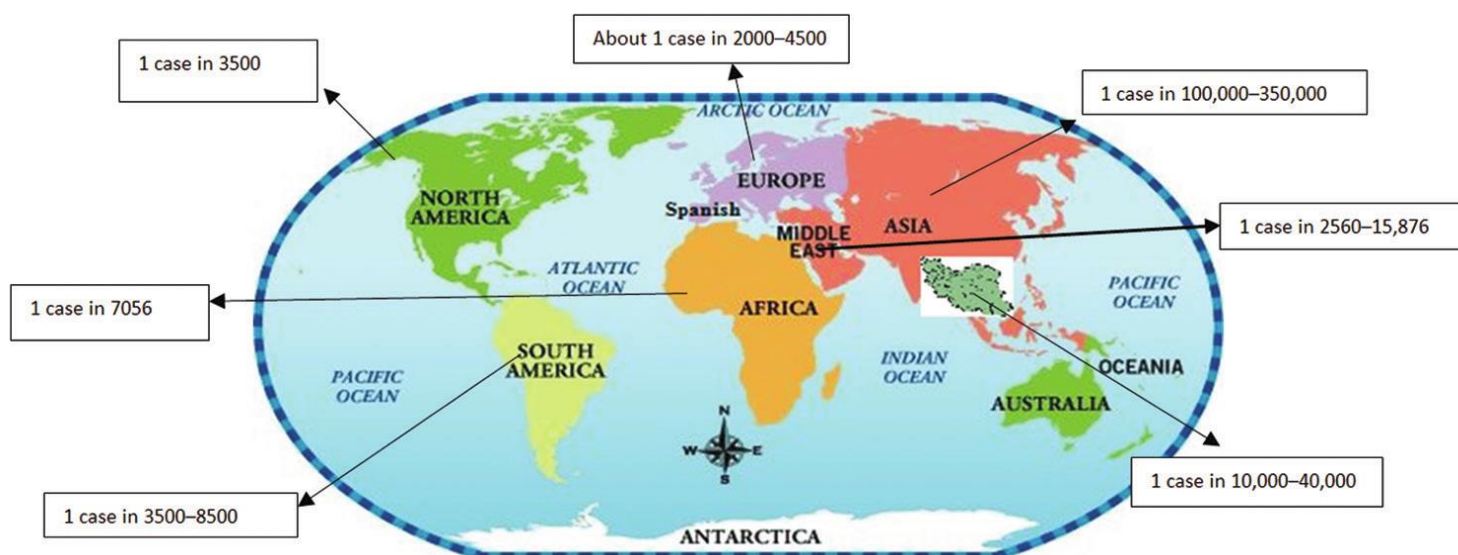 About 1 case in 2000–4500
1 case in 3500
1 case in 100,000–350,000
ARCTIC OCEAN
EUROPE
NORTH
AMERICA
Spanish
ASIA
MIDDLE
EAST
1 case in 2560–15,876
ATLANTIC
OCEAN
PACIFIC
OCEAN
1 case in 7056
AFRICA
SOUTH
AMERICA
INDIAN
OCEAN
OCEANIA
PACIFIC
OCEAN
AUSTRALIA
N
W
E
S
1 case in 10,000–40,000
1 case in 3500–8500
ANTARCTICA